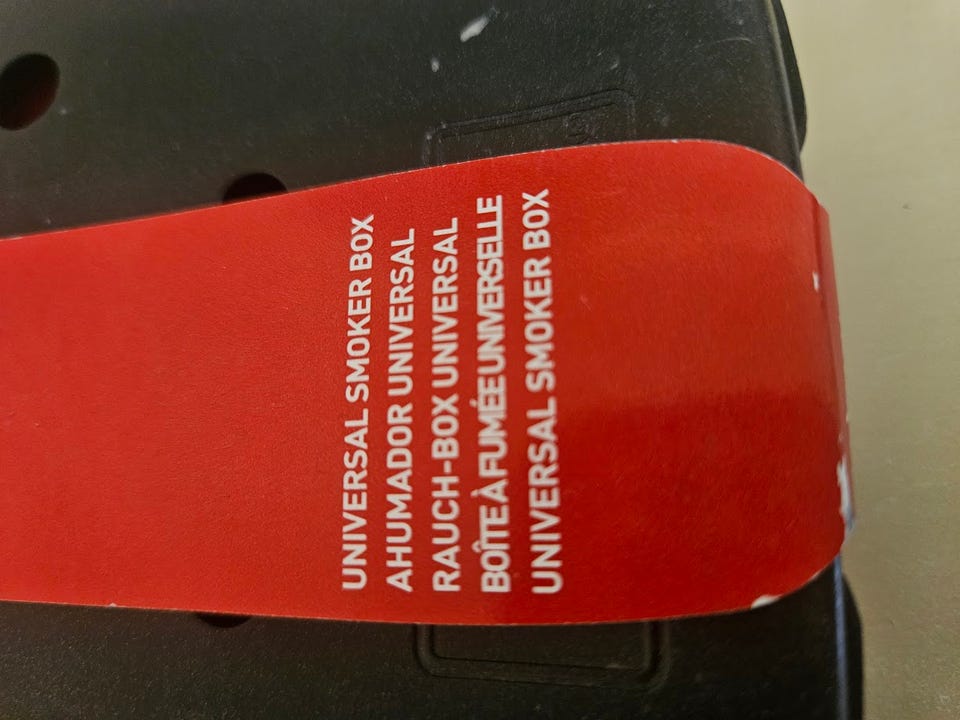 UNIVERSAL SMOKER BOX
AHUMADOR UNIVERSAL
RAUCH-BOX UNIVERSAL
BOÎTE À FUMÉE UNIVERSELLE
UNIVERSAL SMOKER BOX